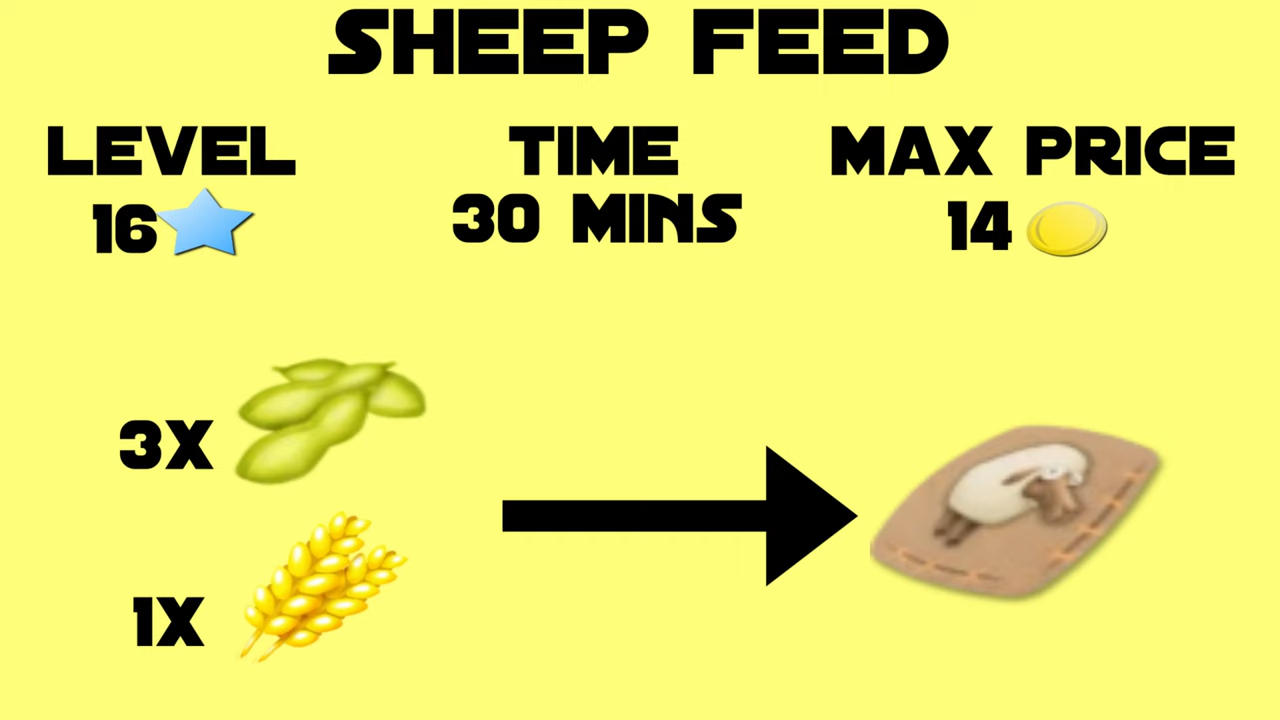 SHEEP FEED
LEVEL
16
TIME
30 MINS
MAX PRICE
14
3X
1X